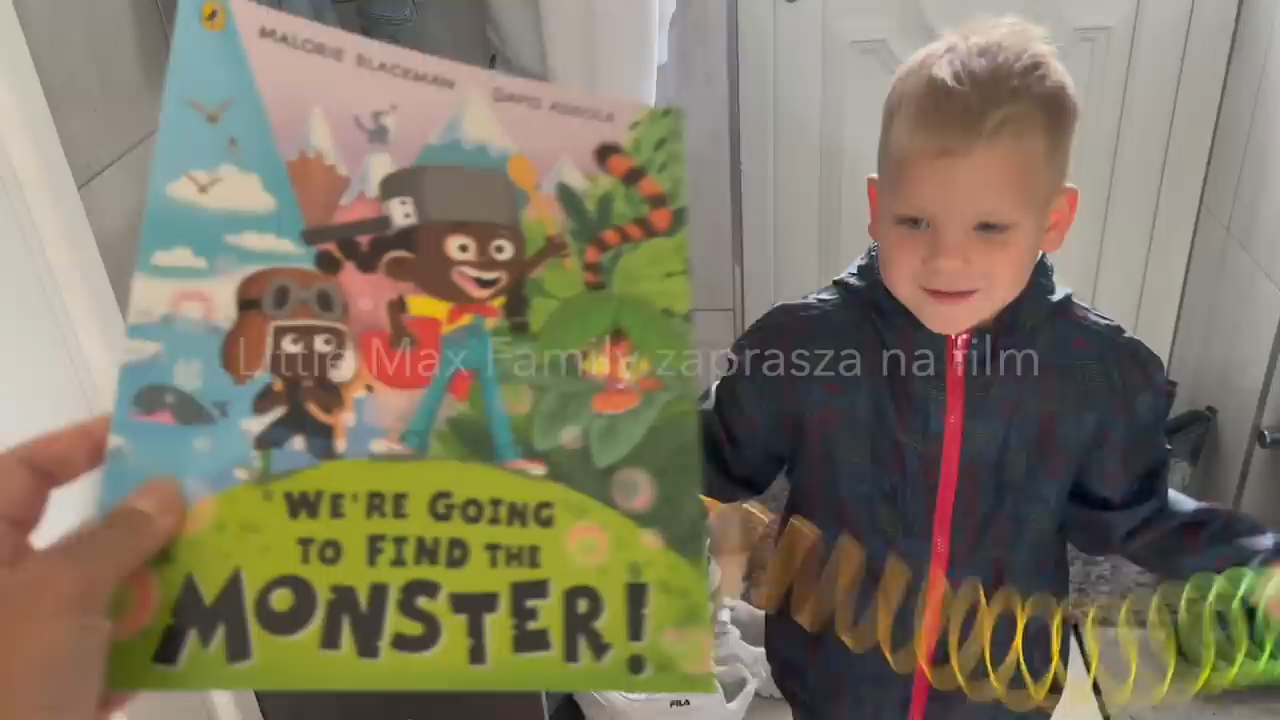 MALORIE BLACKMAN
DAPO ADEOLA
Little Max Family zaprasza na film
WE'RE GOING
TO FIND THE
MONSTER!
FILA